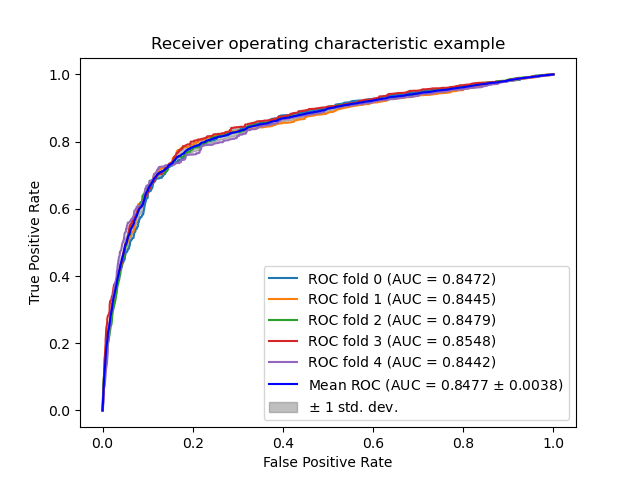 Receiver operating characteristic example
True Positive Rate
1.0
0.8
0.6
0.4
0.2
0.0
ROC fold 0 (AUC = 0.8472)
ROC fold 1 (AUC = 0.8445)
ROC fold 2 (AUC = 0.8479)
ROC fold 3 (AUC = 0.8548)
ROC fold 4 (AUC = 0.8442)
Mean ROC (AUC = 0.8477 ± 0.0038)
± 1 std. dev.
0.0 0.2 0.4 0.6 0.8 1.0
False Positive Rate